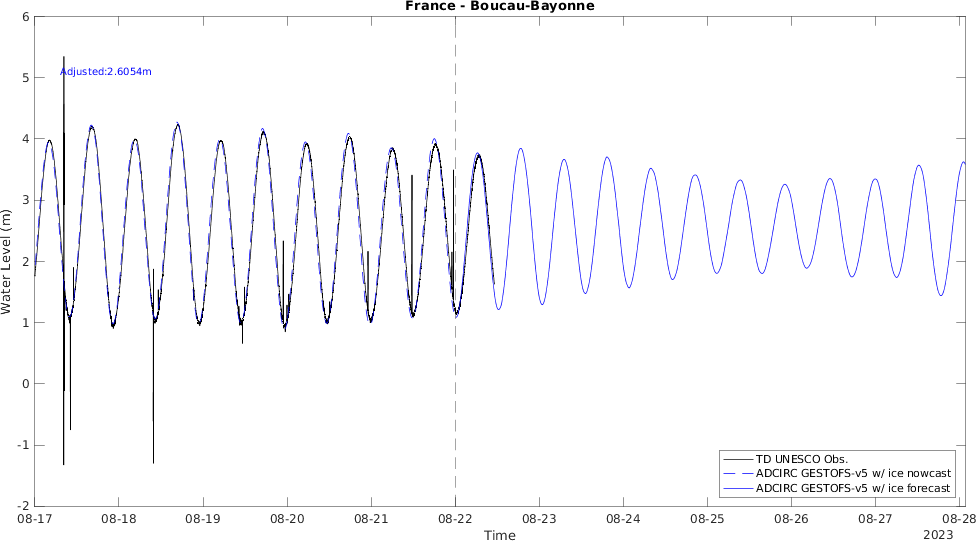 France - Boucau-Bayonne
6
5
4
3
2
1
0
-1
-2
Water Level (m)
Adjusted:2.6054m
TD UNESCO Obs.
ADCIRC GESTOFS-v5 w/ ice nowcast
ADCIRC GESTOFS-v5 w/ ice forecast
08-17 08-18 08-19 08-20 08-21 08-22 08-23 08-24 08-25 08-26 08-27 08-28
Time
2023